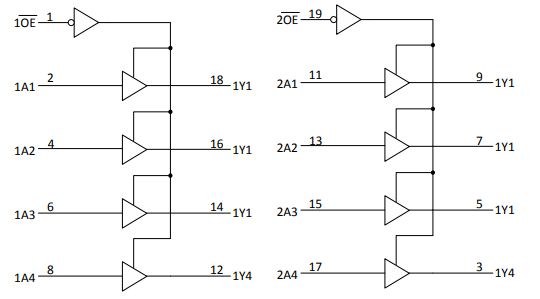 1OE 1
1A1 2 18 1Y1
1A2 4 16 1Y1
1A3 6 14 1Y1
1A4 8 12 1Y4
2OE 19
2A1 11 9 1Y1
2A2 13 7 1Y1
2A3 15 5 1Y1
2A4 17 3 1Y4